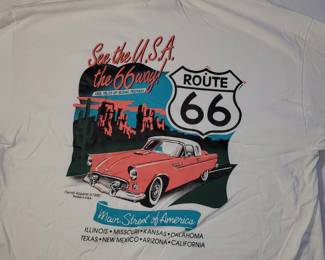 See the U.S.A.
the 66 way!
ROUTE
66
Main Street of America
ILLINOIS • MISSOURI • KANSAS • OKLAHOMA
TEXAS • NEW MEXICO • ARIZONA • CALIFORNIA